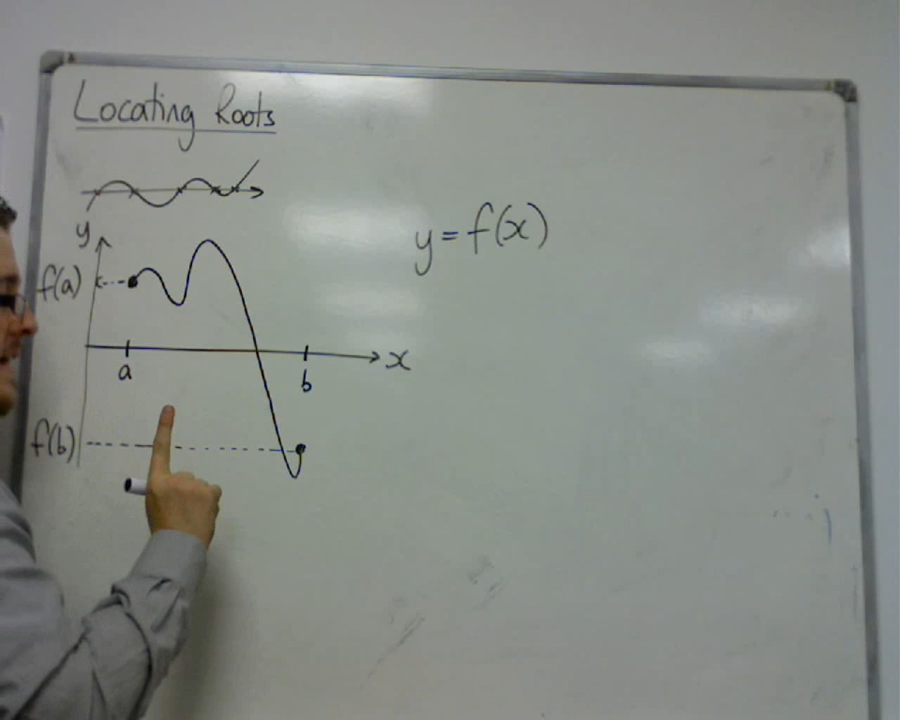 Locating Roots
y
y = f(x)
f(a)
x
a
b
f(b)